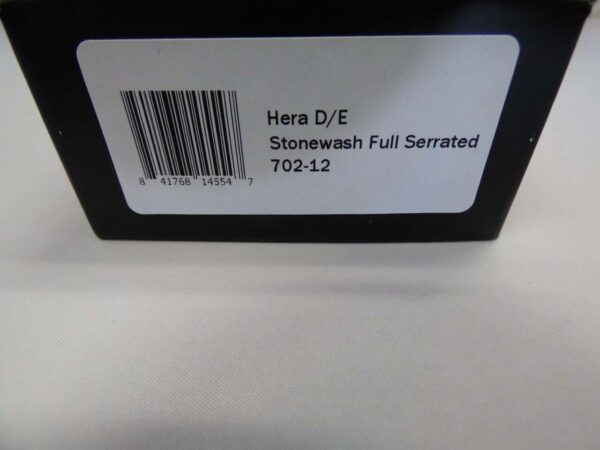 Hera D/E
Stonewash Full Serrated
702-12
8 41768 14554 7